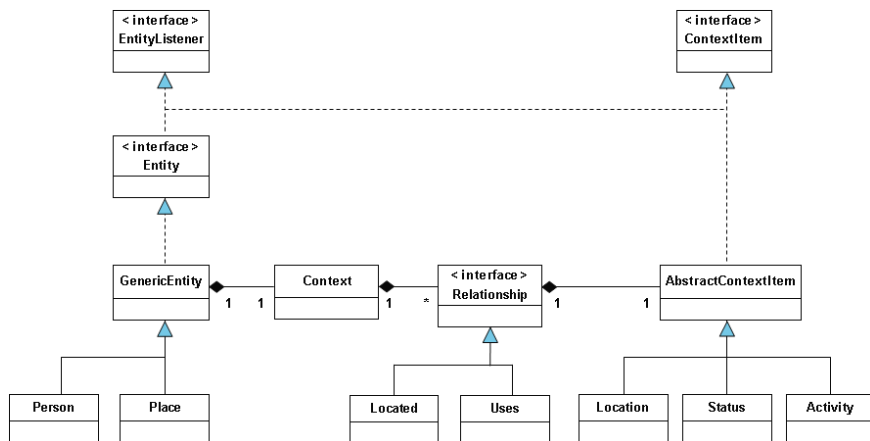 < interface >
EntityListener
< interface >
ContextItem
< interface >
Entity
GenericEntity
1
1
Context
1
*
< interface >
Relationship
1
1
AbstractContextItem
Person
Place
Located
Uses
Location
Status
Activity